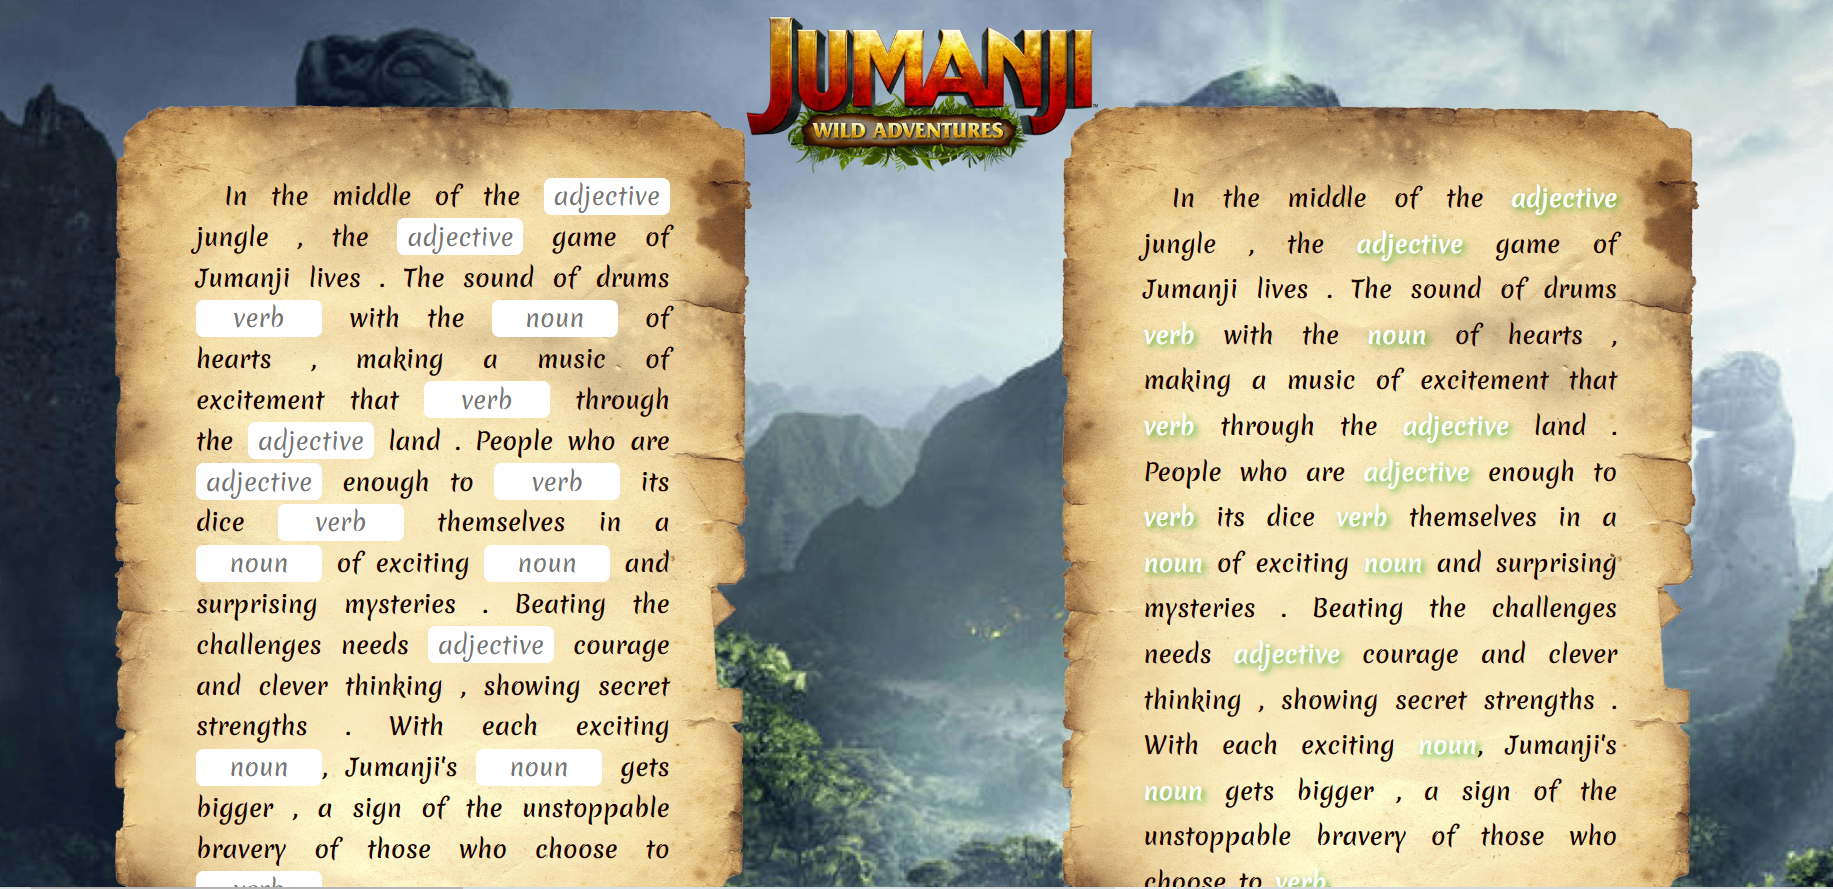 JUMANJI
WILD ADVENTURES
In the middle of the adjective
jungle , the adjective game of
Jumanji lives . The sound of drums
verb with the noun of
hearts , making a music of
excitement that verb through
the adjective land . People who are
adjective enough to verb its
dice verb themselves in a
noun of exciting noun and
surprising mysteries . Beating the
challenges needs adjective courage
and clever thinking , showing secret
strengths . With each exciting
noun , Jumanji's noun gets
bigger , a sign of the unstoppable
bravery of those who choose to
verb
In the middle of the adjective
jungle , the adjective game of
Jumanji lives . The sound of drums
verb with the noun of hearts ,
making a music of excitement that
verb through the adjective land .
People who are adjective enough to
verb its dice verb themselves in a
noun of exciting noun and surprising
mysteries . Beating the challenges
needs adjective courage and clever
thinking , showing secret strengths .
With each exciting noun, Jumanji's
noun gets bigger , a sign of the
unstoppable bravery of those who
choose to verb.